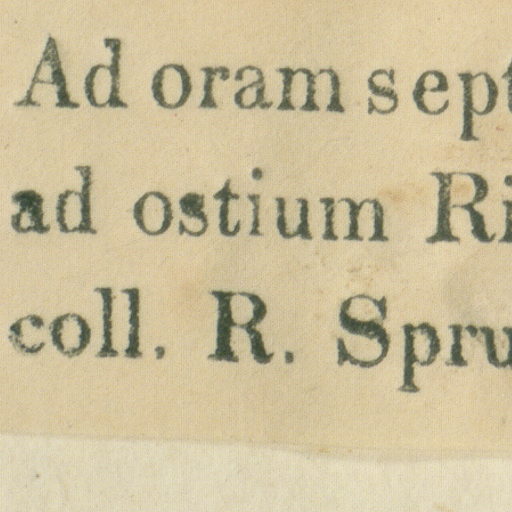 Ad oram sept
ad ostium Ri
coll. R. Spru